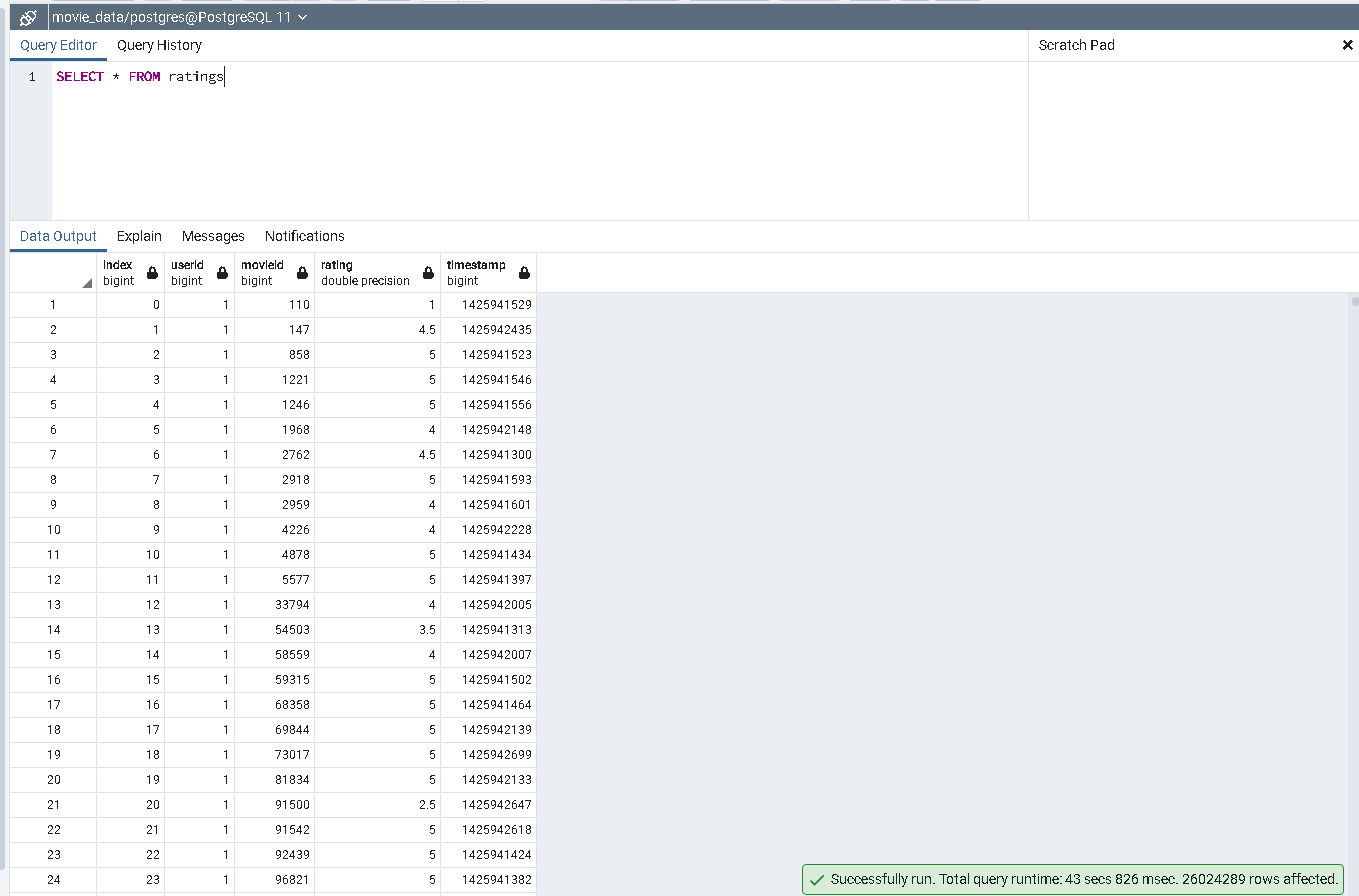 movie_data/postgres@PostgreSQL 11
Query Editor Query History Scratch Pad
1 SELECT * FROM ratings
Data Output Explain Messages Notifications
index userId movieId rating timestamp
bigint bigint bigint double precision bigint
1 0 1 110 1 1425941529
2 1 1 147 4.5 1425942435
3 2 1 858 5 1425941523
4 3 1 1221 5 1425941546
5 4 1 1246 5 1425941556
6 5 1 1968 4 1425942148
7 6 1 2762 4.5 1425941300
8 7 1 2918 5 1425941593
9 8 1 2959 4 1425941601
10 9 1 4226 4 1425942228
11 10 1 4878 5 1425941434
12 11 1 5577 5 1425941397
13 12 1 33794 4 1425942005
14 13 1 54503 3.5 1425941313
15 14 1 58559 4 1425942007
16 15 1 59315 5 1425941502
17 16 1 68358 5 1425941464
18 17 1 69844 5 1425942139
19 18 1 73017 5 1425942699
20 19 1 81834 5 1425942133
21 20 1 91500 2.5 1425942647
22 21 1 91542 5 1425942618
23 22 1 92439 5 1425941424
24 23 1 96821 5 1425941382
Successfully run. Total query runtime: 43 secs 826 msec. 26024289 rows affected.